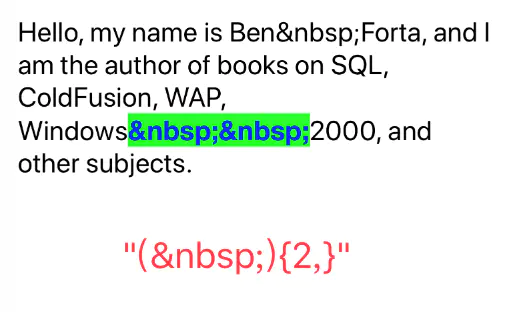 Hello, my name is Ben&nbsp;Forta, and I
am the author of books on SQL,
ColdFusion, WAP,
Windows&nbsp;&nbsp;2000, and
other subjects.
"(&nbsp;){2,}"